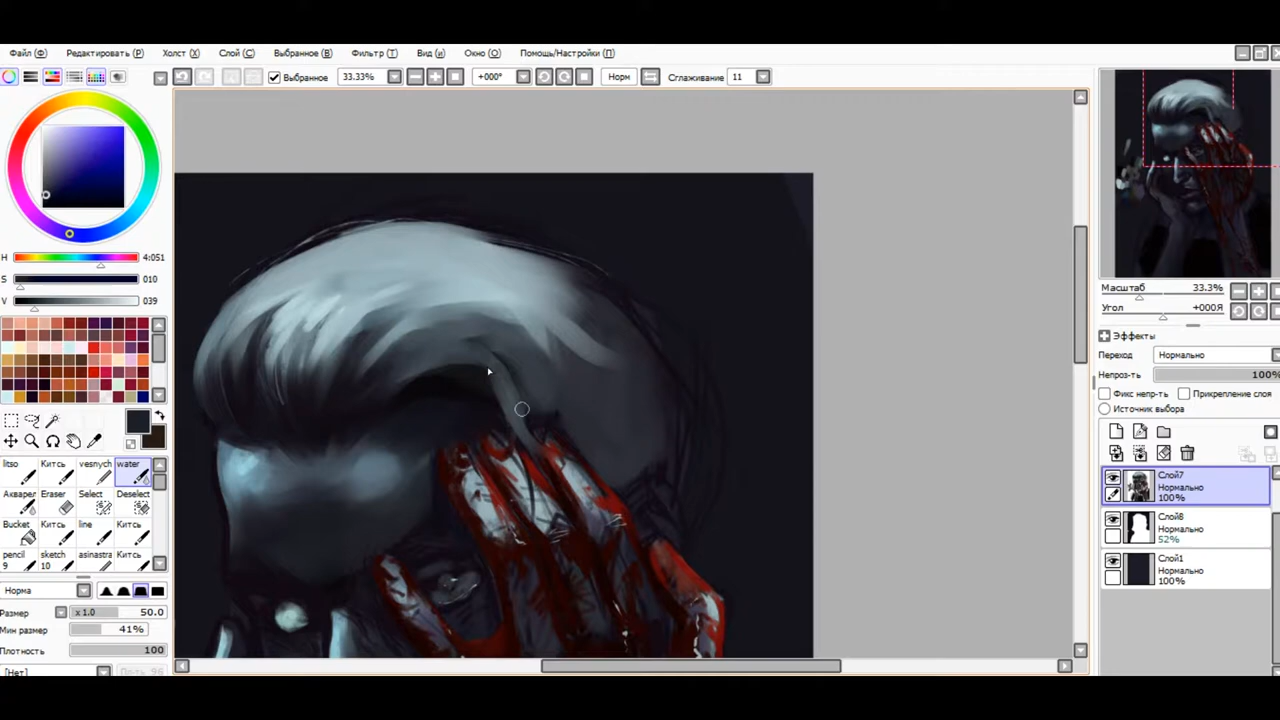 Файл (Ф) Редактировать (P) Холст (X) Слой (C) Выбранное (B) Фильтр (T) Вид (и) Окно (O) Помощь/Настройки (П)
Выбранное 33.33% +000° Норм Сглаживание 11
H 4:051
S 010
V 039
Масштаб 33.3%
Угол +000Я
Эффекты
Переход Нормально
Непроз-ть 100%
Фикс непр-ть Прикрепление слоя
Источник выбора
Слой7
Нормально
100%
Слой8
Нормально
52%
Слой1
Нормально
100%
litso Китсь vesnych water
Акварел Eraser Select Deselect
Bucket Китсь line Китсь
pencil sketch asinastra Китсь
9 10
Норма
Размер x 1.0 50.0
Мин размер 41%
Плотность 100
[Нет]